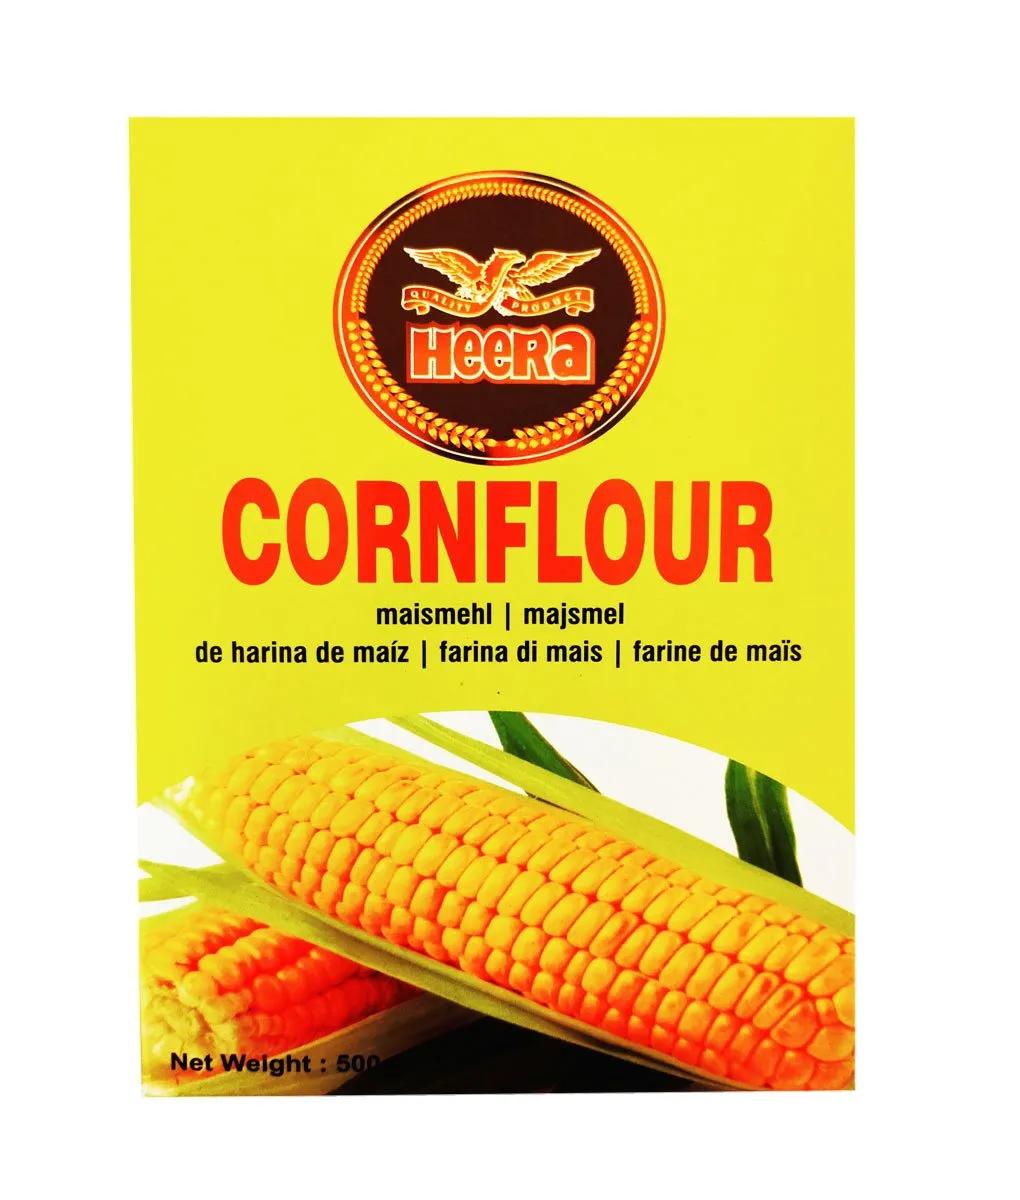 QUALITY PRODUCT
HEERA
CORNFLOUR
maismehl | majsmel
de harina de maíz | farina di mais | farine de maïs
Net Weight : 500